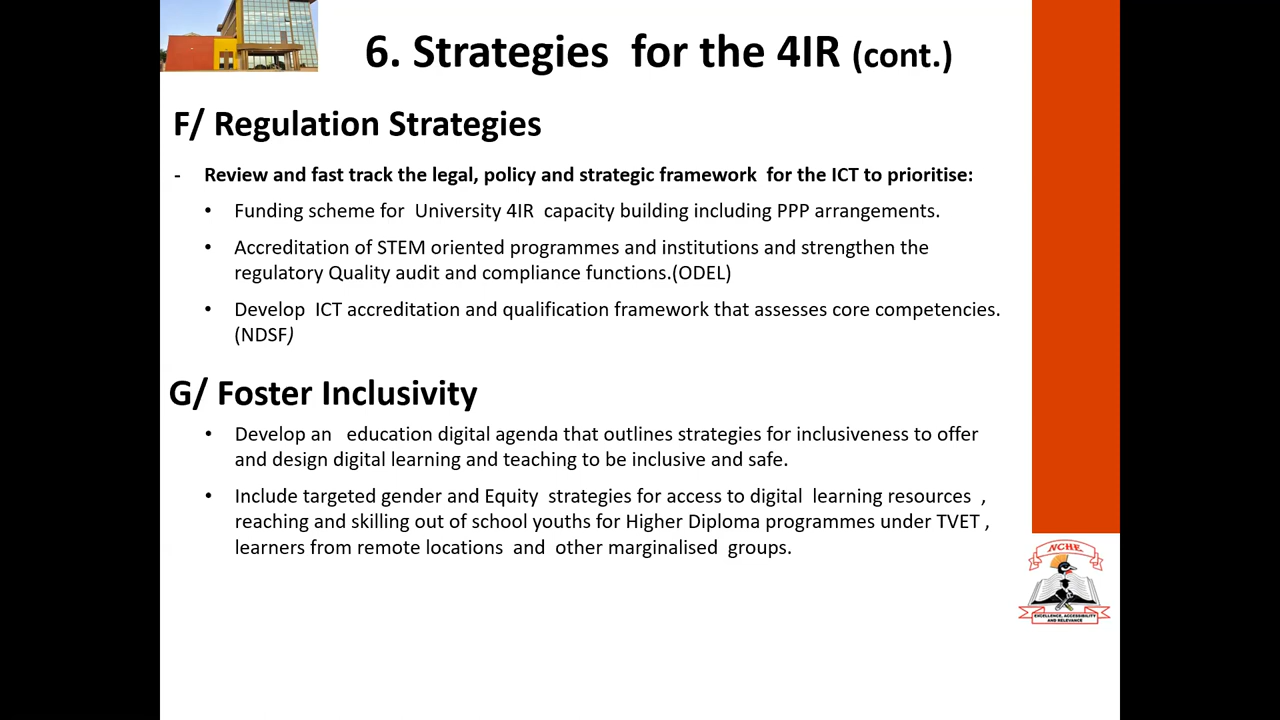 6. Strategies for the 4IR (cont.)
F/ Regulation Strategies
- Review and fast track the legal, policy and strategic framework for the ICT to prioritise:
• Funding scheme for University 4IR capacity building including PPP arrangements.
• Accreditation of STEM oriented programmes and institutions and strengthen the
regulatory Quality audit and compliance functions.(ODEL)
• Develop ICT accreditation and qualification framework that assesses core competencies.
(NDSF)
G/ Foster Inclusivity
• Develop an education digital agenda that outlines strategies for inclusiveness to offer
and design digital learning and teaching to be inclusive and safe.
• Include targeted gender and Equity strategies for access to digital learning resources ,
reaching and skilling out of school youths for Higher Diploma programmes under TVET ,
learners from remote locations and other marginalised groups.
NCHE
EXCELLENCE, ACCESSIBILITY
AND RELEVANCE